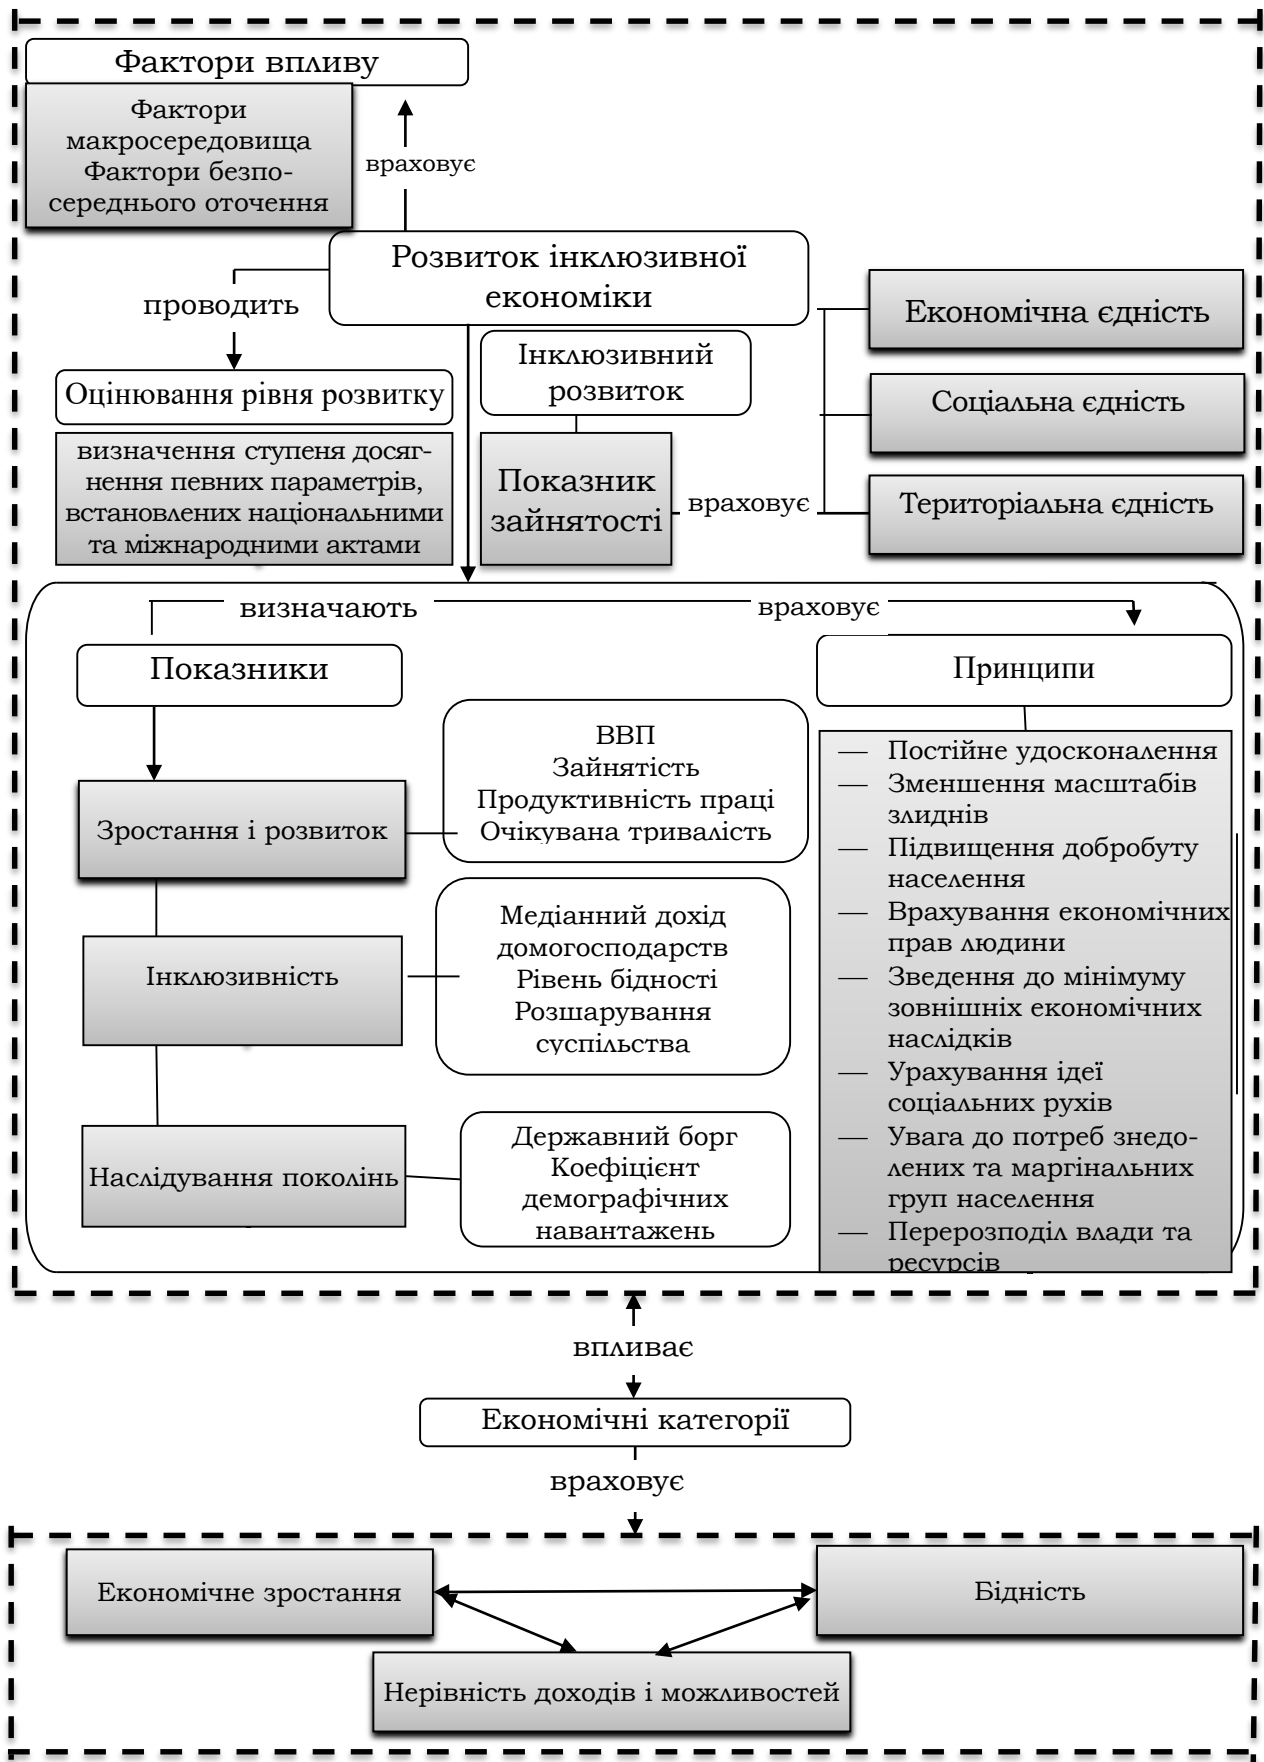 Фактори впливу
Фактори
макросередовища
Фактори безпо-
середнього оточення
враховує
Розвиток інклюзивної
економіки
проводить
Економічна єдність
Інклюзивний
розвиток
Оцінювання рівня розвитку
Соціальна єдність
визначення ступеня досяг-
нення певних параметрів,
встановлених національними
та міжнародними актами
Показник
зайнятості
враховує
Територіальна єдність
визначають
враховує
Показники
Принципи
ВВП
Зайнятість
Продуктивність праці
Очікувана тривалість
Зростання і розвиток
Медіанний дохід
домогосподарств
Рівень бідності
Розшарування
суспільства
Інклюзивність
Державний борг
Коефіцієнт
демографічних
навантажень
Наслідування поколінь
— Постійне удосконалення
— Зменшення масштабів
злиднів
— Підвищення добробуту
населення
— Врахування економічних
прав людини
— Зведення до мінімуму
зовнішніх економічних
наслідків
— Урахування ідеї
соціальних рухів
— Увага до потреб знедо-
лених та маргінальних
груп населення
— Перерозподіл влади та
ресурсів
впливає
Економічні категорії
враховує
Економічне зростання
Бідність
Нерівність доходів і можливостей